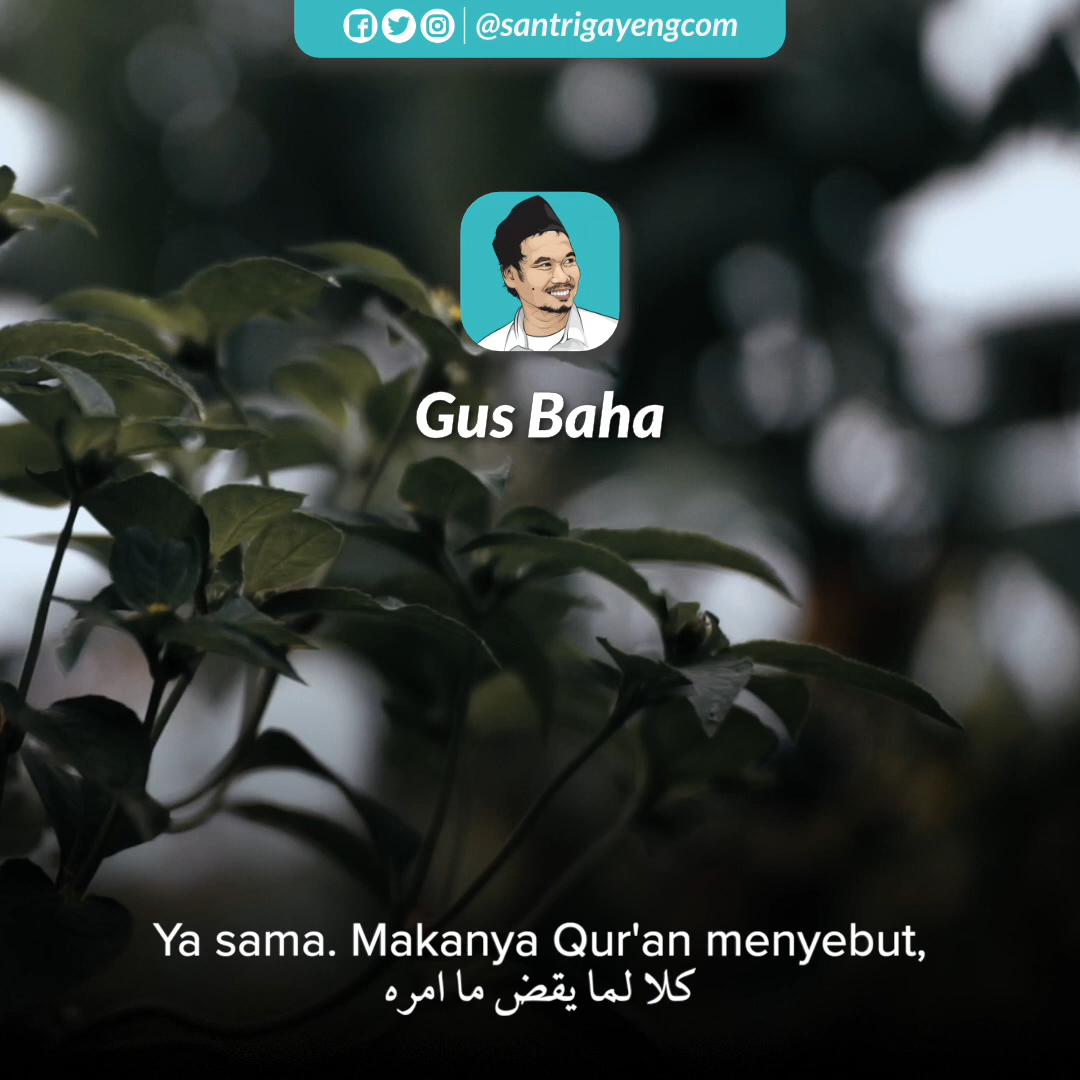 @santrigayengcom
Gus Baha
Ya sama. Makanya Qur'an menyebut,
كلا لما يقض ما امره